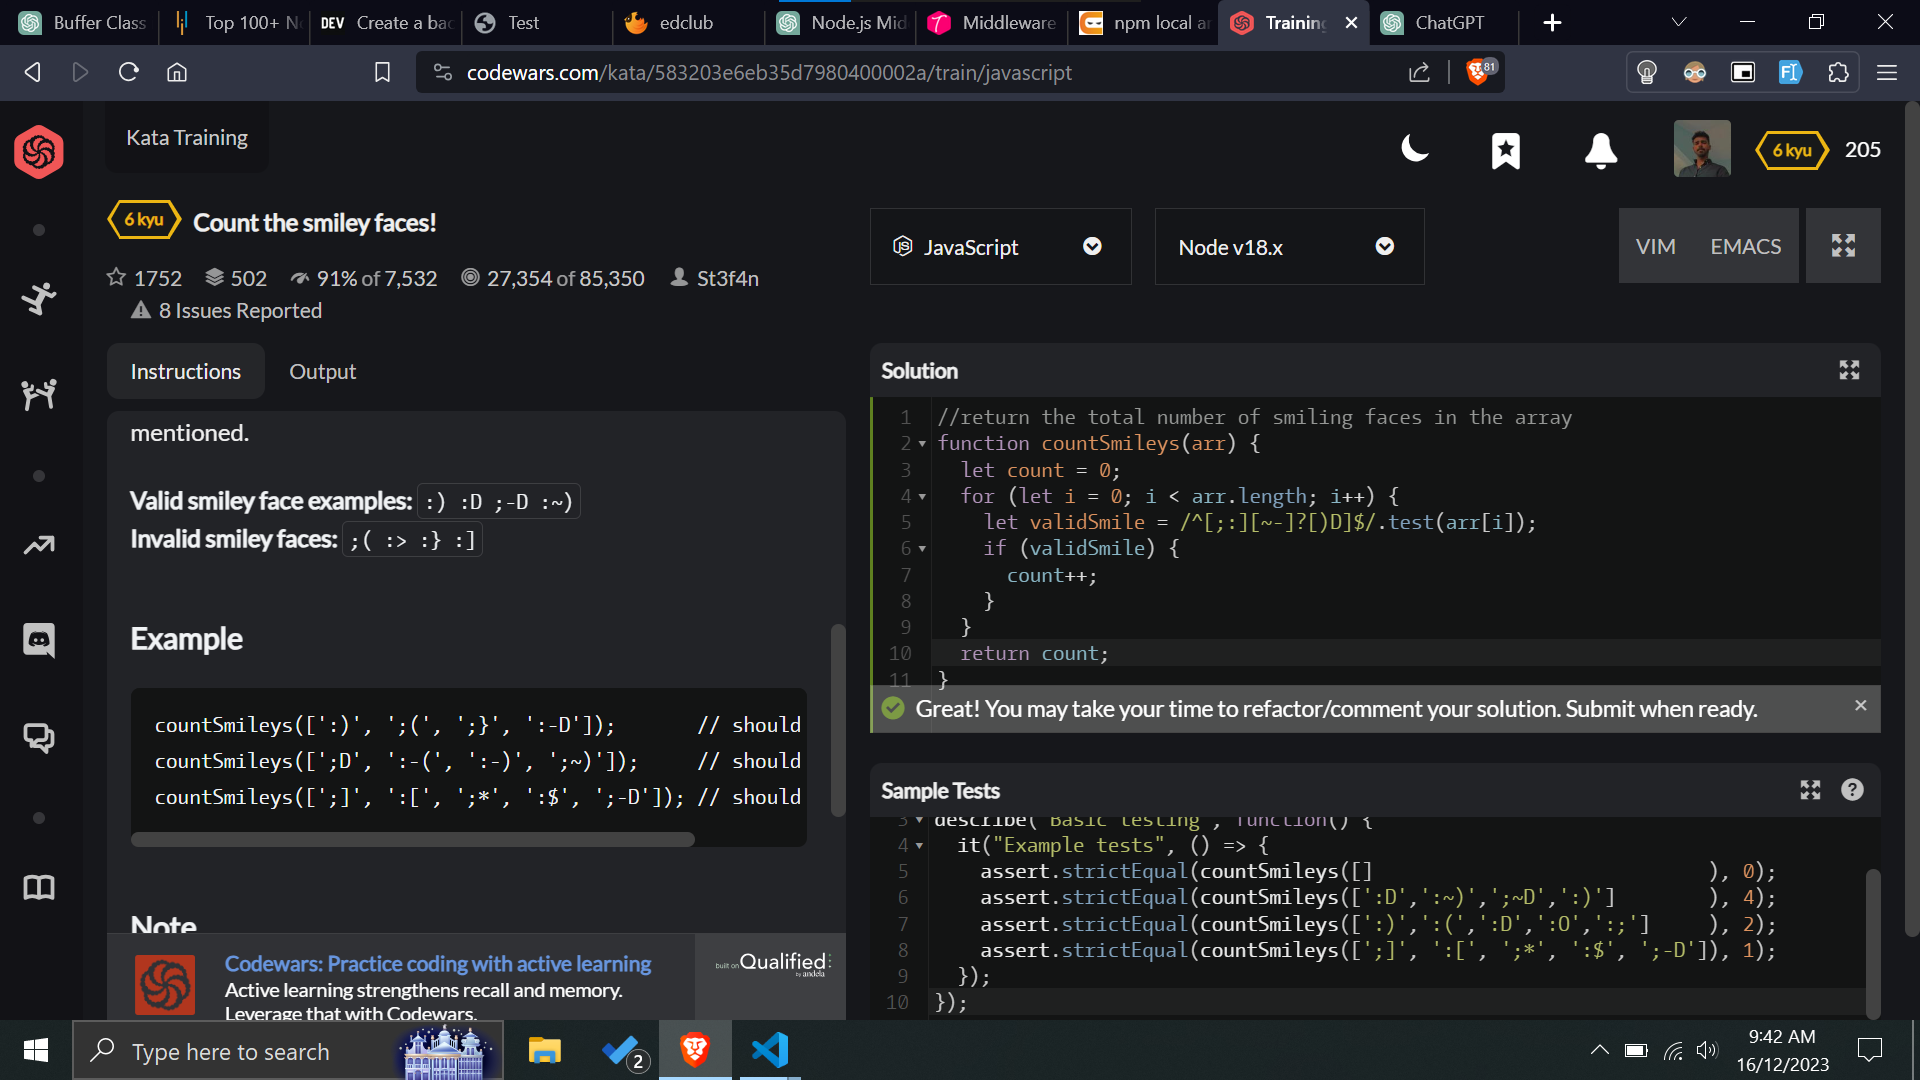 Buffer Class
Top 100+ No
DEV Create a bac
Test
edclub
Node.js Mid
Middleware
npm local ar
Training
ChatGPT
codewars.com/kata/583203e6eb35d7980400002a/train/javascript
81
Kata Training
6 kyu 205
6 kyu Count the smiley faces!
1752 502 91% of 7,532 27,354 of 85,350 St3f4n
8 Issues Reported
JavaScript
Node v18.x
VIM EMACS
Instructions Output
mentioned.
Valid smiley face examples: :) :D ;-D :~)
Invalid smiley faces: ;( :> :} :]
Example
countSmileys([':)', ';(', ';}', ':-D']);       // should
countSmileys([';D', ':-(', ':-)', ';~)']);     // should
countSmileys([';]', ':[', ';*', ':$', ';-D']); // should
Note
Codewars: Practice coding with active learning
Active learning strengthens recall and memory.
Leverage that with Codewars.
built on Qualified by andela
Solution
1 //return the total number of smiling faces in the array
2 function countSmileys(arr) {
3   let count = 0;
4   for (let i = 0; i < arr.length; i++) {
5     let validSmile = /^[;:][~-]?[)D]$/.test(arr[i]);
6     if (validSmile) {
7       count++;
8     }
9   }
10   return count;
11 }
Great! You may take your time to refactor/comment your solution. Submit when ready.
Sample Tests
3 describe("Basic testing", function() {
4   it("Example tests", () => {
5     assert.strictEqual(countSmileys([]                             ), 0);
6     assert.strictEqual(countSmileys([':D',':~)',';~D',':)']        ), 4);
7     assert.strictEqual(countSmileys([':)',':(',':D',':O',':;']     ), 2);
8     assert.strictEqual(countSmileys([';]', ':[', ';*', ':$', ';-D']), 1);
9   });
10 });
Type here to search
2
9:42 AM
16/12/2023